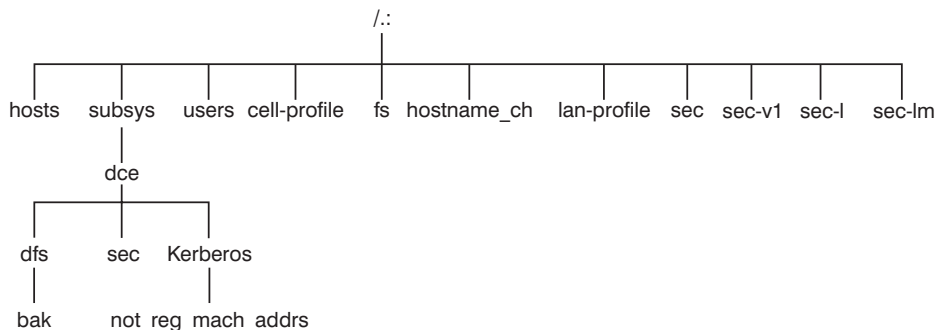 /.:
hosts subsys users cell-profile fs hostname_ch lan-profile sec sec-v1 sec-l sec-lm
dce
dfs sec Kerberos
bak not reg mach addrs